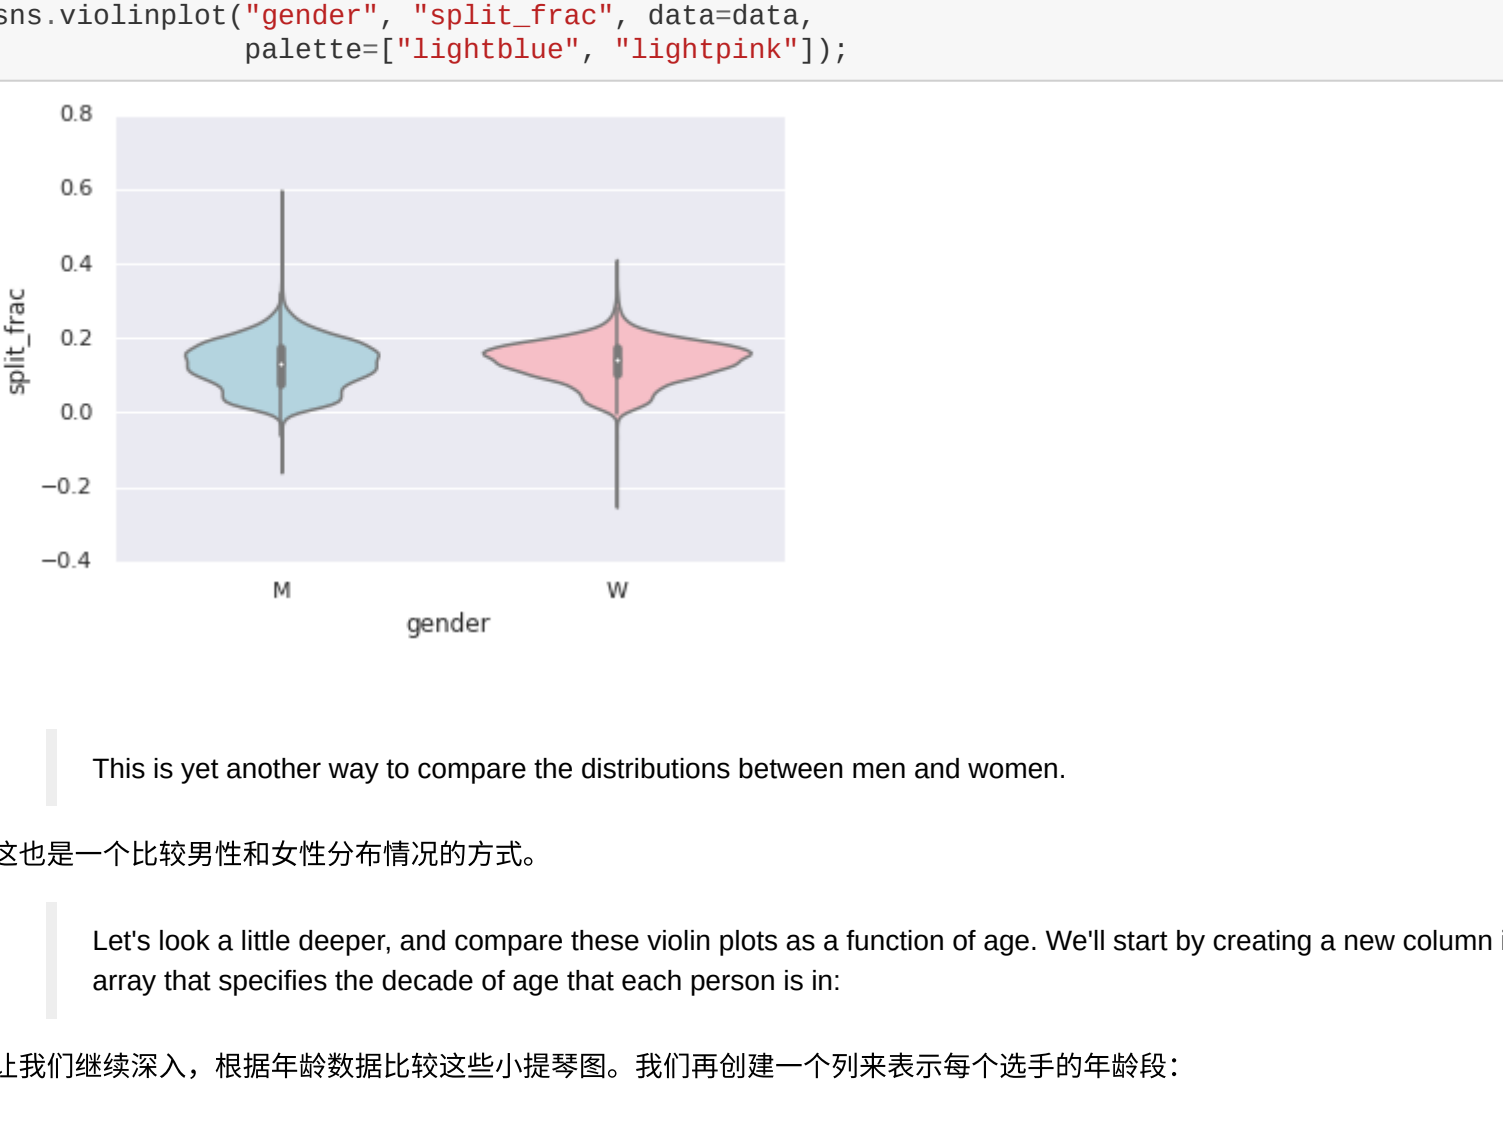 sns.violinplot("gender", "split_frac", data=data,
palette=["lightblue", "lightpink"]);
0.8
0.6
0.4
0.2
0.0
−0.2
−0.4
split_frac
M W
gender
This is yet another way to compare the distributions between men and women.
这也是一个比较男性和女性分布情况的方式。
Let's look a little deeper, and compare these violin plots as a function of age. We'll start by creating a new column
array that specifies the decade of age that each person is in:
让我们继续深入，根据年龄数据比较这些小提琴图。我们再创建一个列来表示每个选手的年龄段：